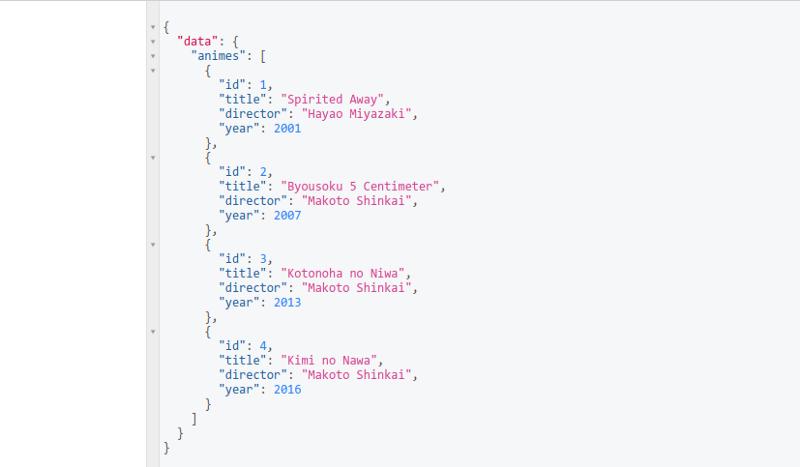 {
"data": {
"animes": [
{
"id": 1,
"title": "Spirited Away",
"director": "Hayao Miyazaki",
"year": 2001
},
{
"id": 2,
"title": "Byousoku 5 Centimeter",
"director": "Makoto Shinkai",
"year": 2007
},
{
"id": 3,
"title": "Kotonoha no Niwa",
"director": "Makoto Shinkai",
"year": 2013
},
{
"id": 4,
"title": "Kimi no Nawa",
"director": "Makoto Shinkai",
"year": 2016
}
]
}
}